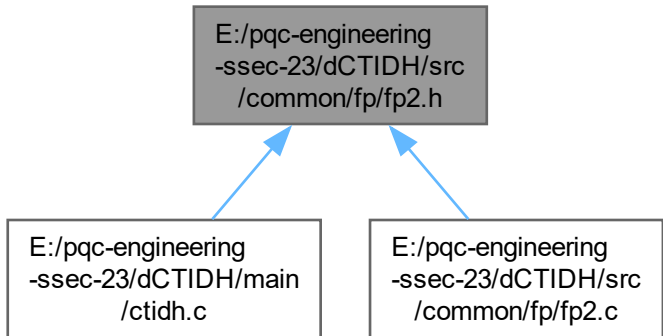 E:/pqc-engineering
-ssec-23/dCTIDH/src
/common/fp/fp2.h
E:/pqc-engineering
-ssec-23/dCTIDH/main
/ctidh.c
E:/pqc-engineering
-ssec-23/dCTIDH/src
/common/fp/fp2.c